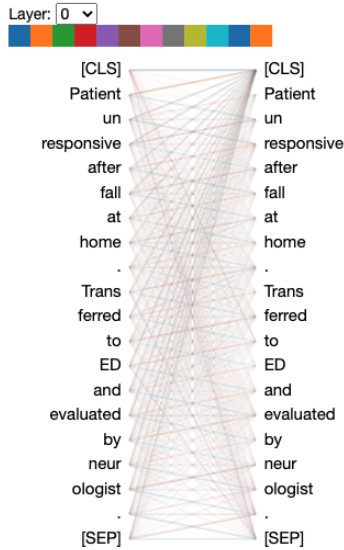 Layer: 0
[CLS] [CLS]
Patient Patient
un un
responsive responsive
after after
fall fall
at at
home home
. .
Trans Trans
ferred ferred
to to
ED ED
and and
evaluated evaluated
by by
neur neur
ologist ologist
. .
[SEP] [SEP]